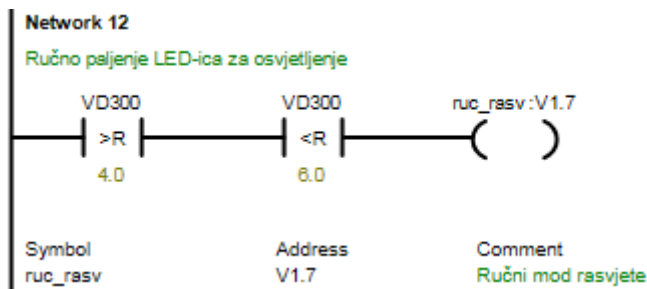 Network 12
Ručno paljenje LED-ica za osvjetljenje
VD300 VD300 ruc_rasv:V1.7
>R <R
4.0 6.0
Symbol Address Comment
ruc_rasv V1.7 Ručni mod rasvjete